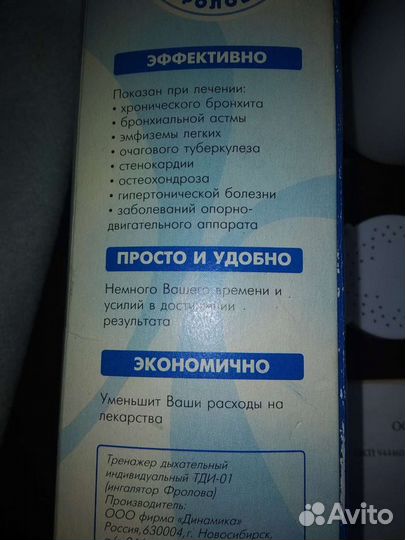 ФРОЛОВ
ЭФФЕКТИВНО
Показан при лечении:
• хронического бронхита
• бронхиальной астмы
• эмфиземы легких
• очагового туберкулеза
• стенокардии
• остеохондроза
• гипертонической болезни
• заболеваний опорно-
двигательного аппарата
ПРОСТО И УДОБНО
Немного Вашего времени и
усилий в достижении
результата
ЭКОНОМИЧНО
Уменьшит Ваши расходы на
лекарства
Тренажер дыхательный
индивидуальный ТДИ-01
(ингалятор Фролова)
Производитель:
ООО фирма «Динамика»
Россия,630004,г. Новосибирск,
Avito